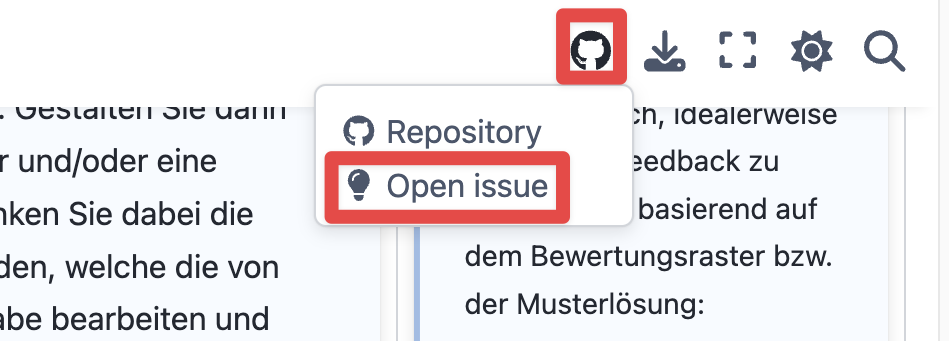 Repository
Open issue
. Gestalten Sie dann
r und/oder eine
nken Sie dabei die
den, welche die von
abe bearbeiten und
ch, idealerweise
eedback zu
basierend auf
dem Bewertungsraster bzw.
der Musterlösung: